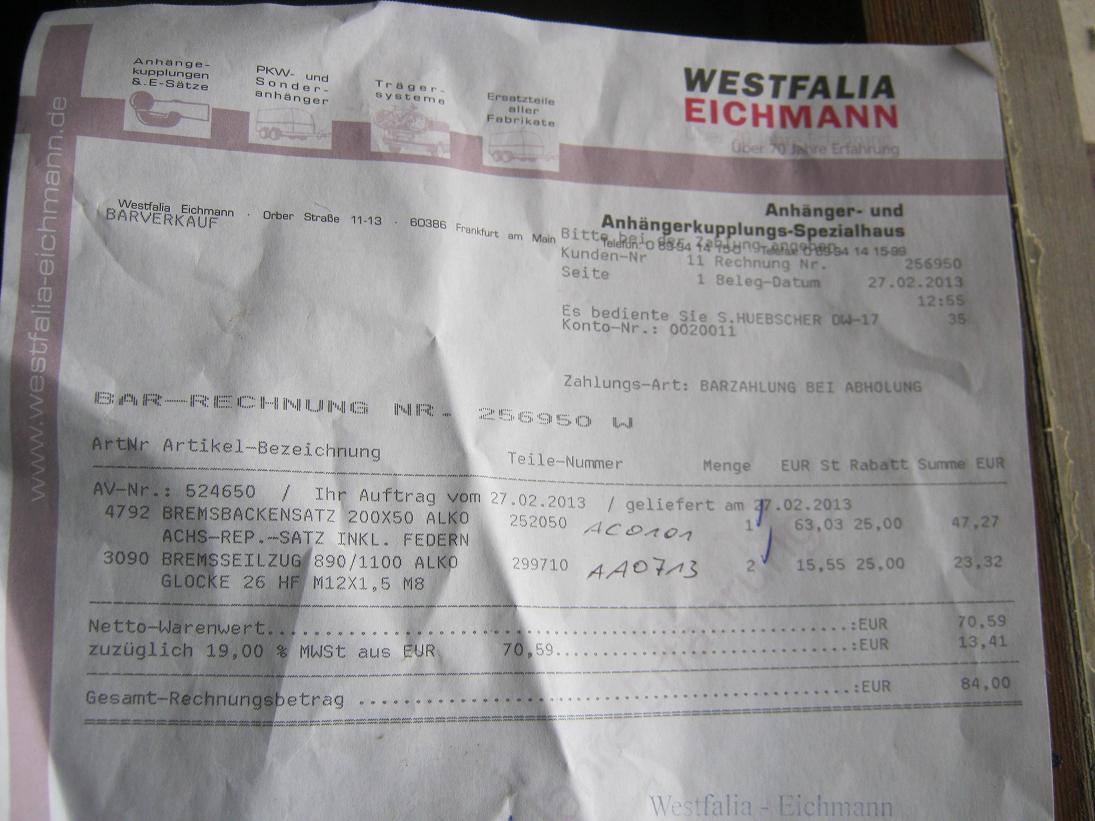 Anhänge-
kupplungen
& E-Sätze
PKW- und
Sonder-
anhänger
Träger-
systeme
Ersatzteile
aller
Fabrikate
WESTFALIA
EICHMANN
Über 70 Jahre Erfahrung
www.westfalia-eichmann.de
Westfalia Eichmann · Orber Straße 11-13 · 60386 Frankfurt am Main
BARVERKAUF
Anhänger- und
Anhängerkupplungs-Spezialhaus
Bitte bei der Zahlung angeben
Kunden-Nr 11 Rechnung Nr. 256950
Seite 1 Beleg-Datum 27.02.2013
12:55
Es bediente Sie S.HUEBSCHER DW-17 35
Konto-Nr.: 0020011
Zahlungs-Art: BARZAHLUNG BEI ABHOLUNG
BAR-RECHNUNG NR. 256950 W
ArtNr Artikel-Bezeichnung Teile-Nummer Menge EUR St Rabatt Summe EUR
AV-Nr.: 524650 / Ihr Auftrag vom 27.02.2013 / geliefert am 27.02.2013
4792 BREMSBACKENSATZ 200X50 ALKO 252050 AC0101 1 63,03 25,00 47,27
ACHS-REP.-SATZ INKL. FEDERN
3090 BREMSSEILZUG 890/1100 ALKO 299710 AA0713 2 15,55 25,00 23,32
GLOCKE 26 HF M12X1,5 M8
Netto-Warenwert..................:EUR 70,59
zuzüglich 19,00 % MWSt aus EUR 70,59..................:EUR 13,41
Gesamt-Rechnungsbetrag ..................:EUR 84,00
Westfalia - Eichmann